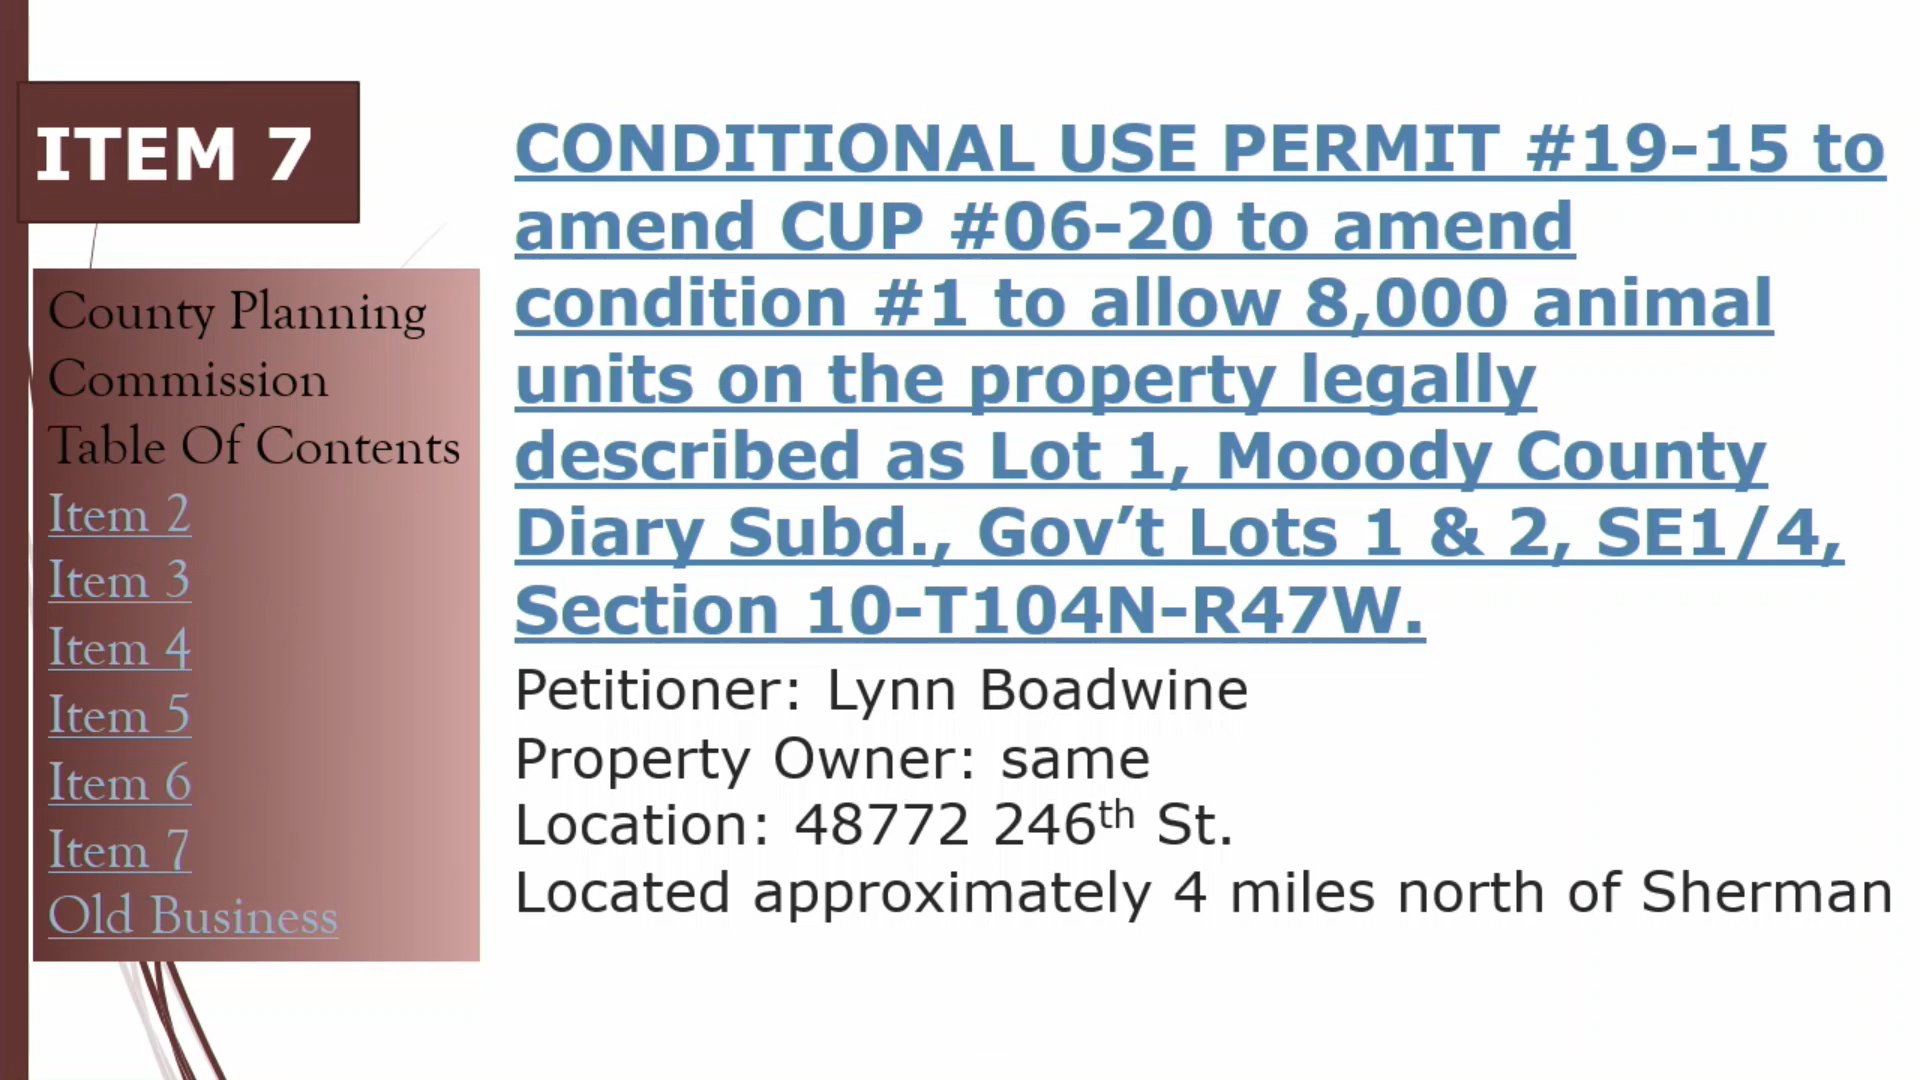 ITEM 7
County Planning
Commission
Table Of Contents
Item 2
Item 3
Item 4
Item 5
Item 6
Item 7
Old Business
CONDITIONAL USE PERMIT #19-15 to
amend CUP #06-20 to amend
condition #1 to allow 8,000 animal
units on the property legally
described as Lot 1, Mooody County
Diary Subd., Gov’t Lots 1 & 2, SE1/4,
Section 10-T104N-R47W.
Petitioner: Lynn Boadwine
Property Owner: same
Location: 48772 246th St.
Located approximately 4 miles north of Sherman